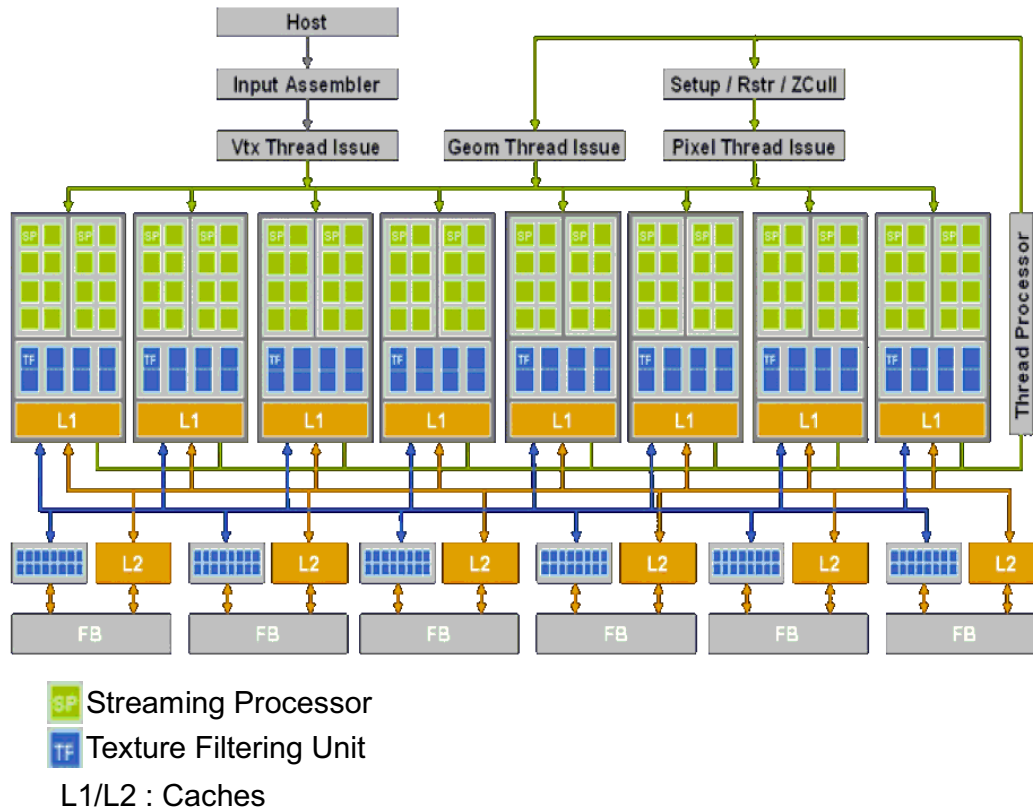 Host
Input Assembler
Setup / Rstr / ZCull
Vtx Thread Issue
Geom Thread Issue
Pixel Thread Issue
SP SP SP SP SP SP SP SP SP SP SP SP SP SP SP SP
Thread Processor
TF TF TF TF TF TF TF TF
L1 L1 L1 L1 L1 L1 L1 L1
L2 L2 L2 L2 L2 L2
FB FB FB FB FB FB
SP Streaming Processor
TF Texture Filtering Unit
L1/L2 : Caches